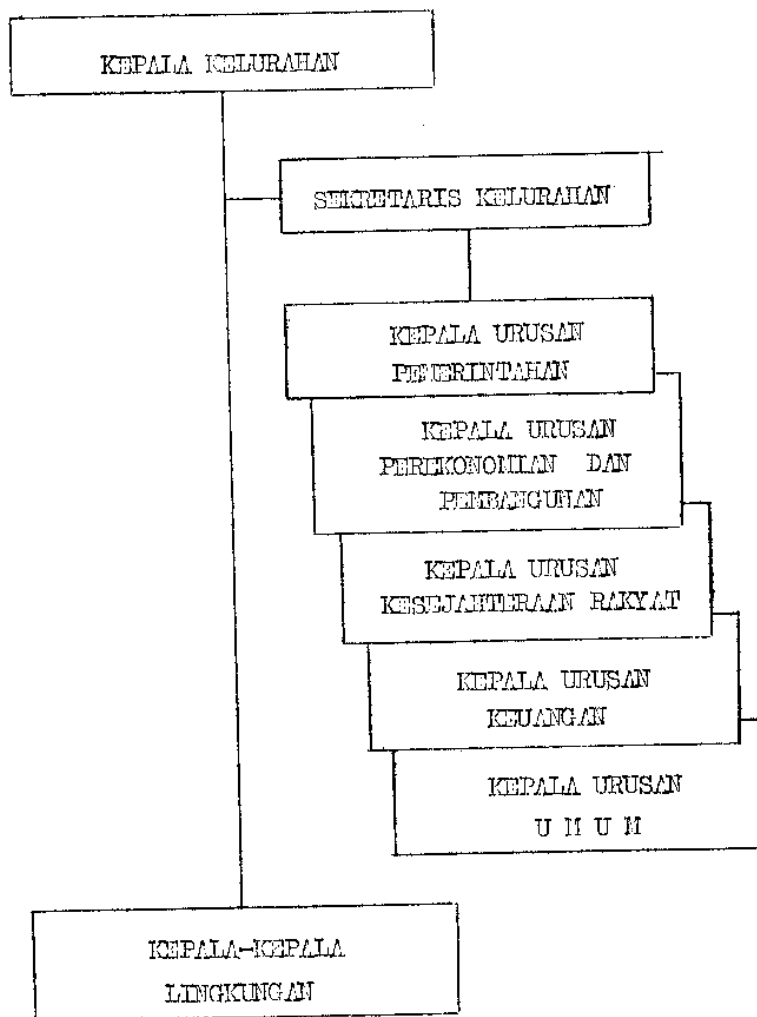 KEPALA KELURAHAN
SEKRETARIS KELURAHAN
KEPALA URUSAN
PEMERINTAHAN
KEPALA URUSAN
PEREKONOMIAN DAN
PEMBANGUNAN
KEPALA URUSAN
KESEJAHTERAAN RAKYAT
KEPALA URUSAN
KEUANGAN
KEPALA URUSAN
U M U M
KEPALA-KEPALA
LINGKUNGAN